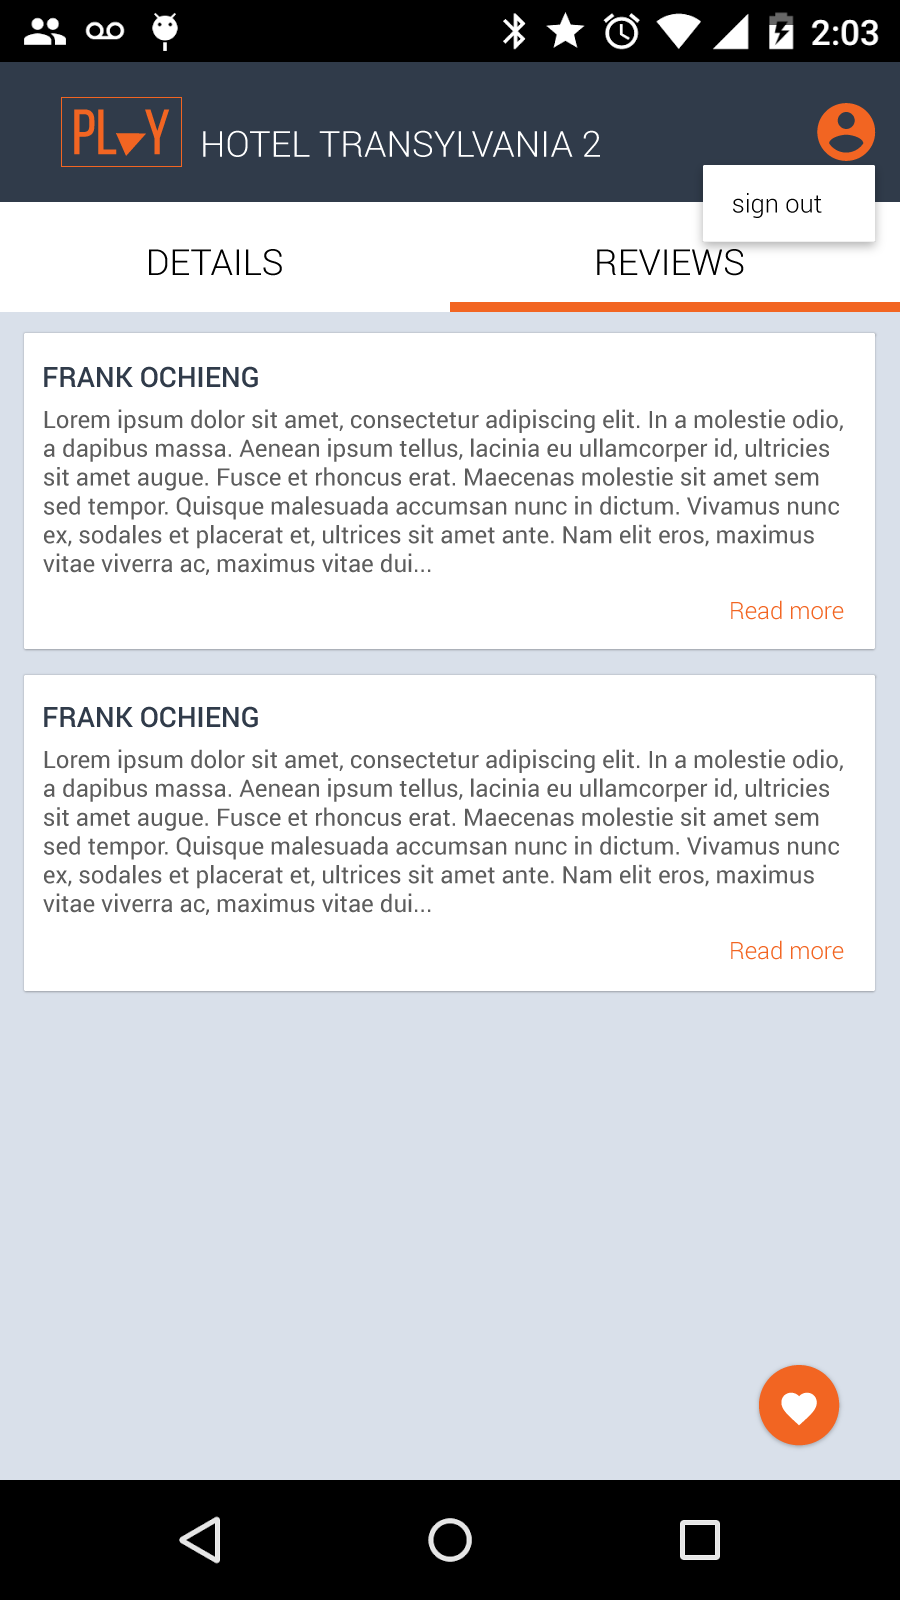 2:03
PLAY
HOTEL TRANSYLVANIA 2
sign out
DETAILS
REVIEWS
FRANK OCHIENG
Lorem ipsum dolor sit amet, consectetur adipiscing elit. In a molestie odio,
a dapibus massa. Aenean ipsum tellus, lacinia eu ullamcorper id, ultricies
sit amet augue. Fusce et rhoncus erat. Maecenas molestie sit amet sem
sed tempor. Quisque malesuada accumsan nunc in dictum. Vivamus nunc
ex, sodales et placerat et, ultrices sit amet ante. Nam elit eros, maximus
vitae viverra ac, maximus vitae dui...
Read more
FRANK OCHIENG
Lorem ipsum dolor sit amet, consectetur adipiscing elit. In a molestie odio,
a dapibus massa. Aenean ipsum tellus, lacinia eu ullamcorper id, ultricies
sit amet augue. Fusce et rhoncus erat. Maecenas molestie sit amet sem
sed tempor. Quisque malesuada accumsan nunc in dictum. Vivamus nunc
ex, sodales et placerat et, ultrices sit amet ante. Nam elit eros, maximus
vitae viverra ac, maximus vitae dui...
Read more